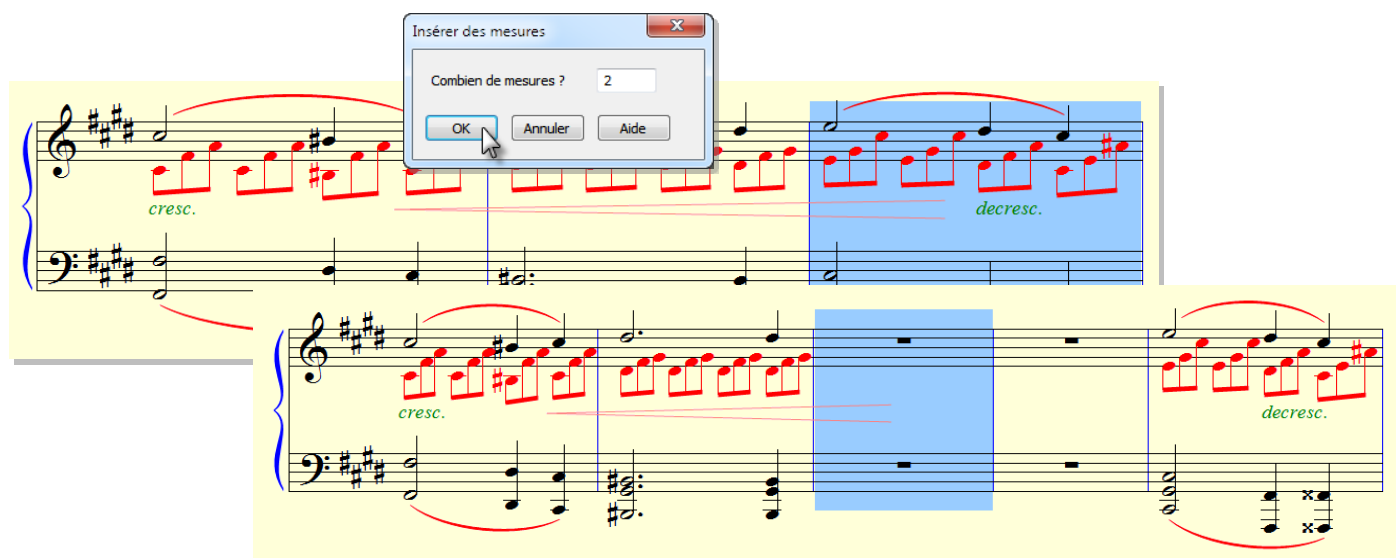 Insérer des mesures
Combien de mesures ? 2
OK Annuler Aide
cresc. decresc.
cresc. decresc.